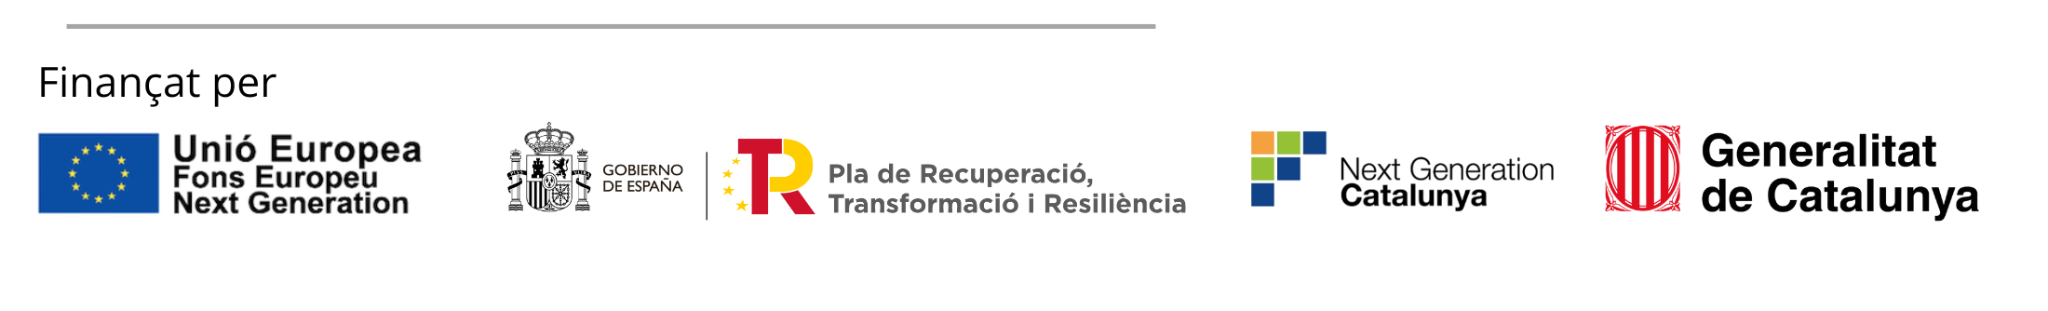 Finançat per
Unió Europea
Fons Europeu
Next Generation
GOBIERNO
DE ESPAÑA
TR
Pla de Recuperació,
Transformació i Resiliència
Next Generation
Catalunya
Generalitat
de Catalunya